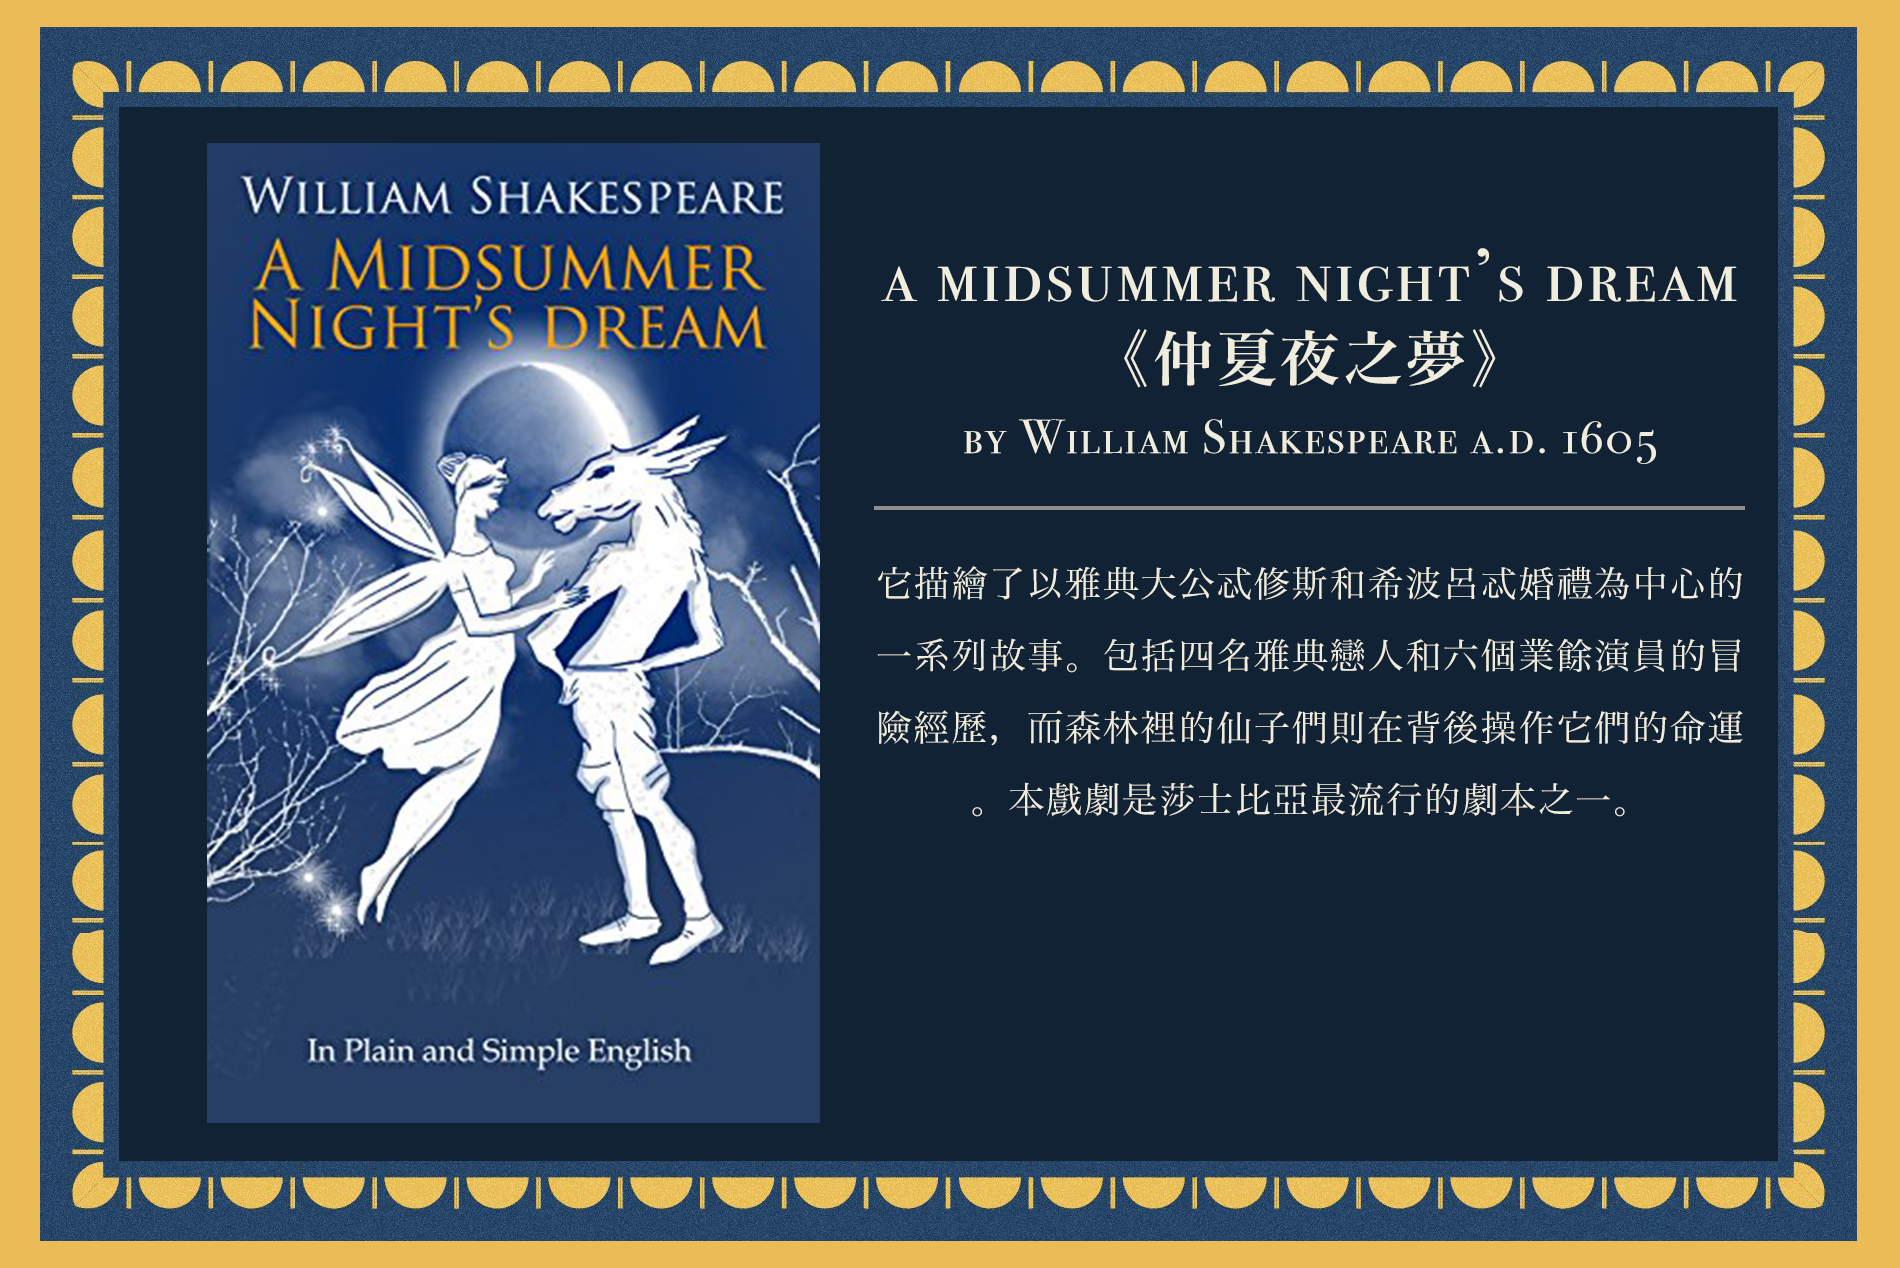 WILLIAM SHAKESPEARE
A MIDSUMMER
NIGHT'S DREAM
In Plain and Simple English
A MIDSUMMER NIGHT'S DREAM
《仲夏夜之夢》
BY WILLIAM SHAKESPEARE A.D. 1605
它描繪了以雅典大公忒修斯和希波呂忒婚禮為中心的
一系列故事。包括四名雅典戀人和六個業餘演員的冒
險經歷，而森林裡的仙子們則在背後操作它們的命運
。本戲劇是莎士比亞最流行的劇本之一。